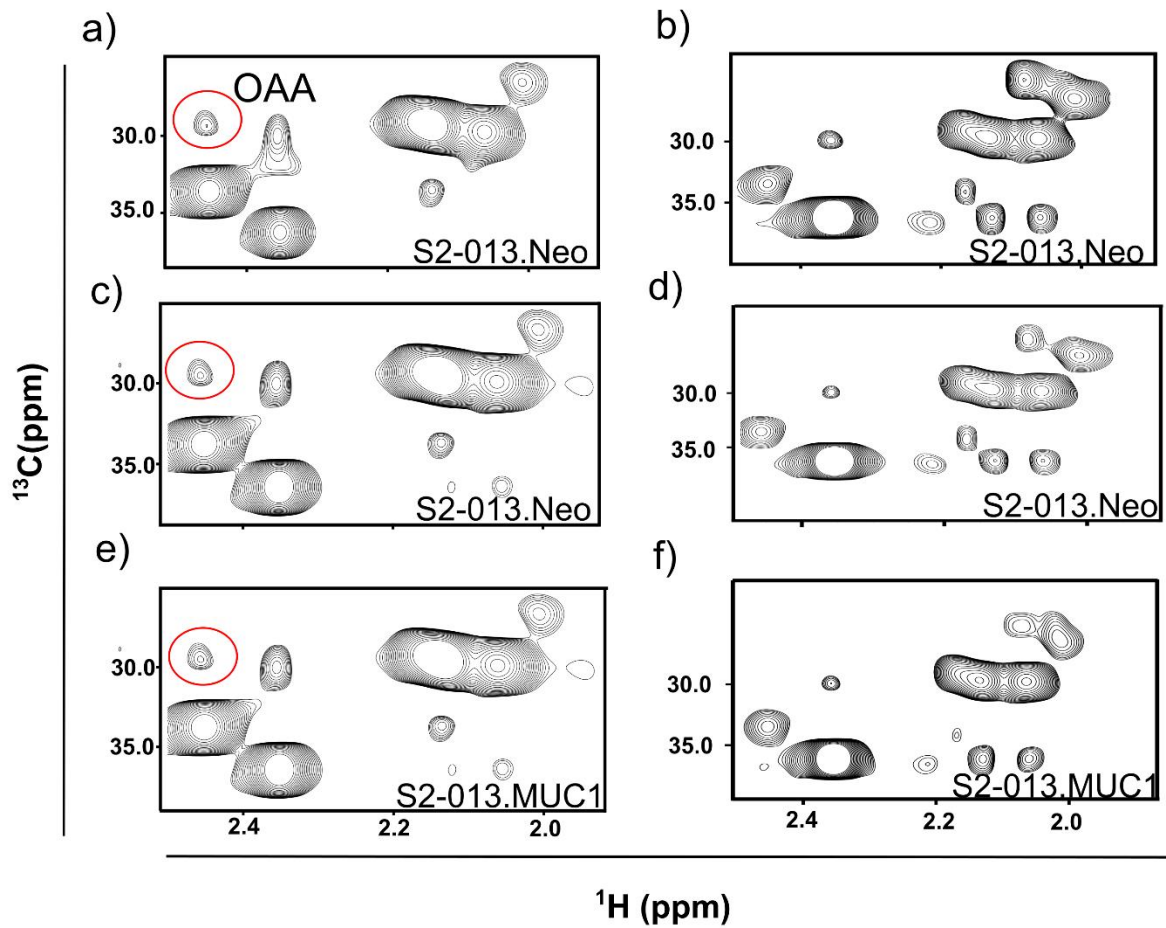 a)
b)
OAA
30.0
35.0
S2-013.Neo
30.0
35.0
S2-013.Neo
c)
d)
30.0
35.0
S2-013.Neo
30.0
35.0
S2-013.Neo
e)
f)
30.0
35.0
S2-013.MUC1
30.0
35.0
S2-013.MUC1
2.4 2.2 2.0
2.4 2.2 2.0
¹³C(ppm)
¹H (ppm)